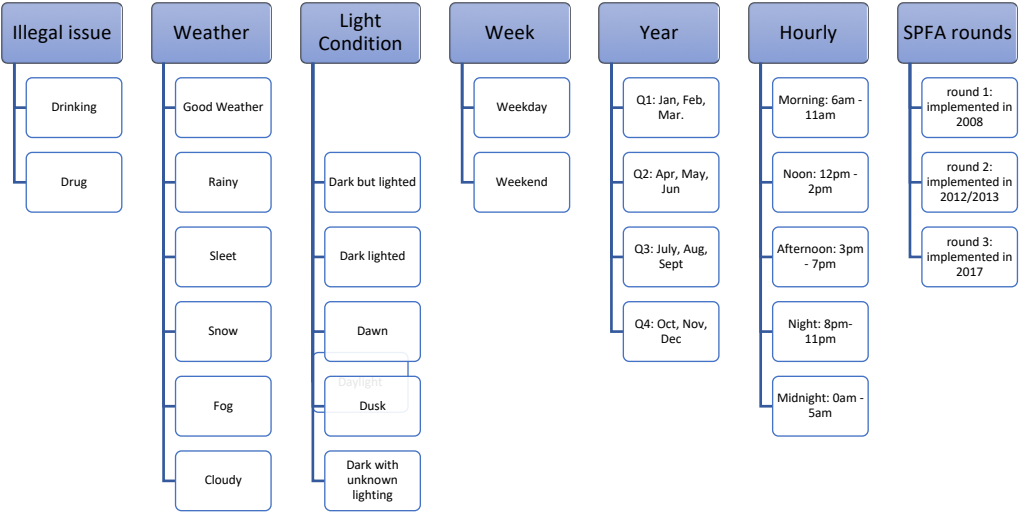 Illegal issue
Drinking
Drug
Weather
Good Weather
Rainy
Sleet
Snow
Fog
Cloudy
Light
Condition
Dark but lighted
Dark lighted
Dawn
Daylight
Dusk
Dark with
unknown
lighting
Week
Weekday
Weekend
Year
Q1: Jan, Feb,
Mar.
Q2: Apr, May,
Jun
Q3: July, Aug,
Sept
Q4: Oct, Nov,
Dec
Hourly
Morning: 6am -
11am
Noon: 12pm -
2pm
Afternoon: 3pm
- 7pm
Night: 8pm-
11pm
Midnight: 0am -
5am
SPFA rounds
round 1:
implemented in
2008
round 2:
implemented in
2012/2013
round 3:
implemented in
2017